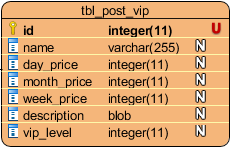 tbl_post_vip
id integer(11) U
name varchar(255) N
day_price integer(11) N
month_price integer(11) N
week_price integer(11) N
description blob N
vip_level integer(11) N